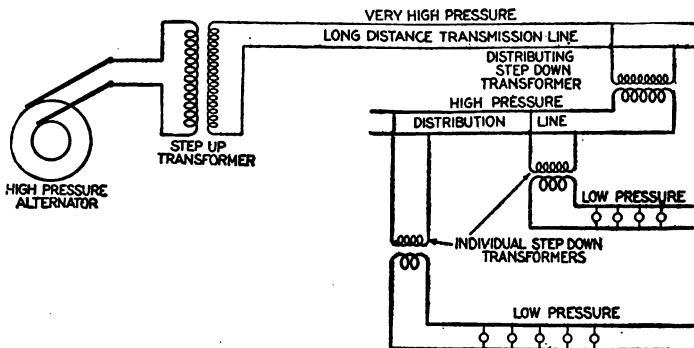 VERY HIGH PRESSURE
LONG DISTANCE TRANSMISSION LINE
DISTRIBUTING
STEP DOWN
TRANSFORMER
HIGH PRESSURE
DISTRIBUTION LINE
STEP UP
TRANSFORMER
HIGH PRESSURE
ALTERNATOR
LOW PRESSURE
INDIVIDUAL STEP DOWN
TRANSFORMERS
LOW PRESSURE